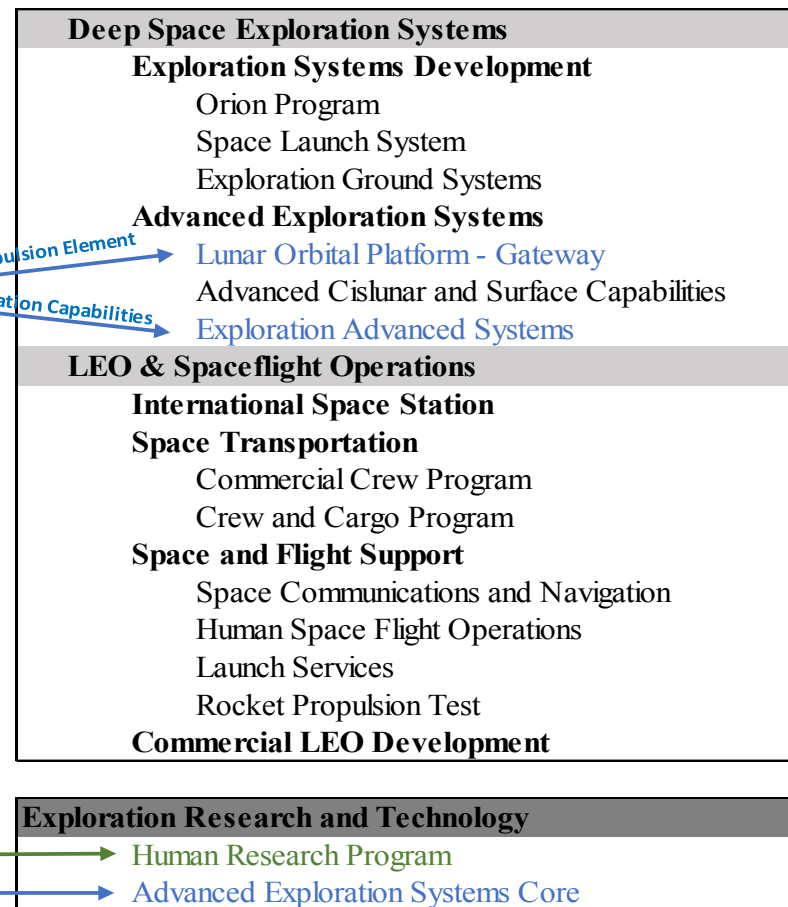 Deep Space Exploration Systems
Exploration Systems Development
Orion Program
Space Launch System
Exploration Ground Systems
Advanced Exploration Systems
Element
Lunar Orbital Platform - Gateway
Advanced Cislunar and Surface Capabilities
Capabilities
Exploration Advanced Systems
LEO & Spaceflight Operations
International Space Station
Space Transportation
Commercial Crew Program
Crew and Cargo Program
Space and Flight Support
Space Communications and Navigation
Human Space Flight Operations
Launch Services
Rocket Propulsion Test
Commercial LEO Development
Exploration Research and Technology
Human Research Program
Advanced Exploration Systems Core